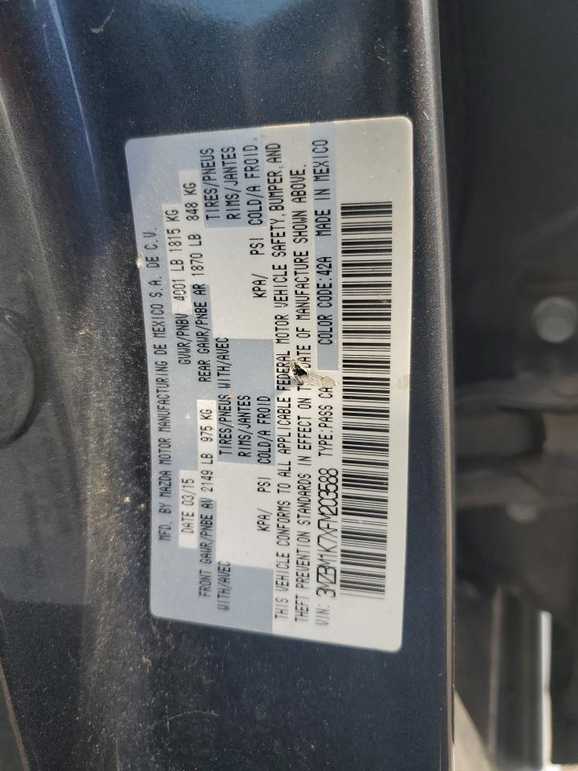 MFD. BY MAZDA MOTOR MANUFACTURING DE MEXICO S.A. DE C.V.
DATE 03/15 GVWR/PNBV 4001 LB 1815 KG
FRONT GAWR/PNBE AV 2149 LB 975 KG REAR GAWR/PNBE AR 1870 LB 848 KG
WITH/AVEC TIRES/PNEUS WITH/AVEC TIRES/PNEUS
RIMS/JANTES RIMS/JANTES
KPA/ PSI COLD/A FROID KPA/ PSI COLD/A FROID.
THIS VEHICLE CONFORMS TO ALL APPLICABLE FEDERAL MOTOR VEHICLE SAFETY, BUMPER, AND
THEFT PREVENTION STANDARDS IN EFFECT ON DATE OF MANUFACTURE SHOWN ABOVE.
VIN: 3MZBM1K7XFM203588 TYPE:PASS CAR COLOR CODE:42A MADE IN MEXICO